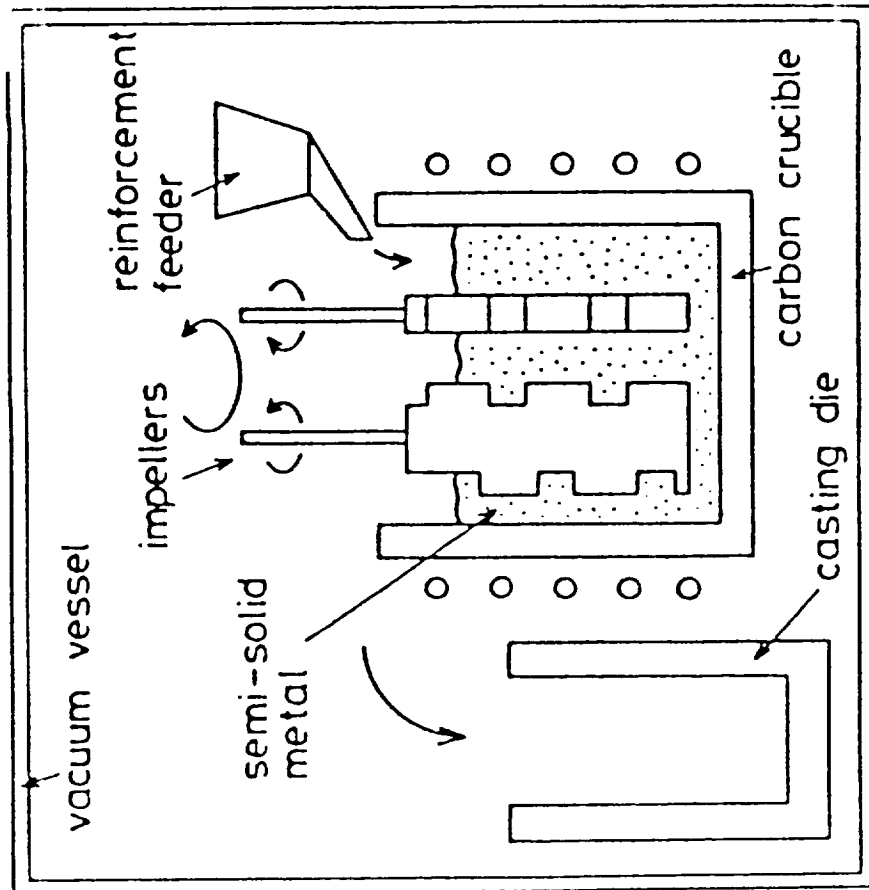 vacuum vessel
impellers
reinforcement
feeder
semi-solid
metal
casting die
carbon crucible